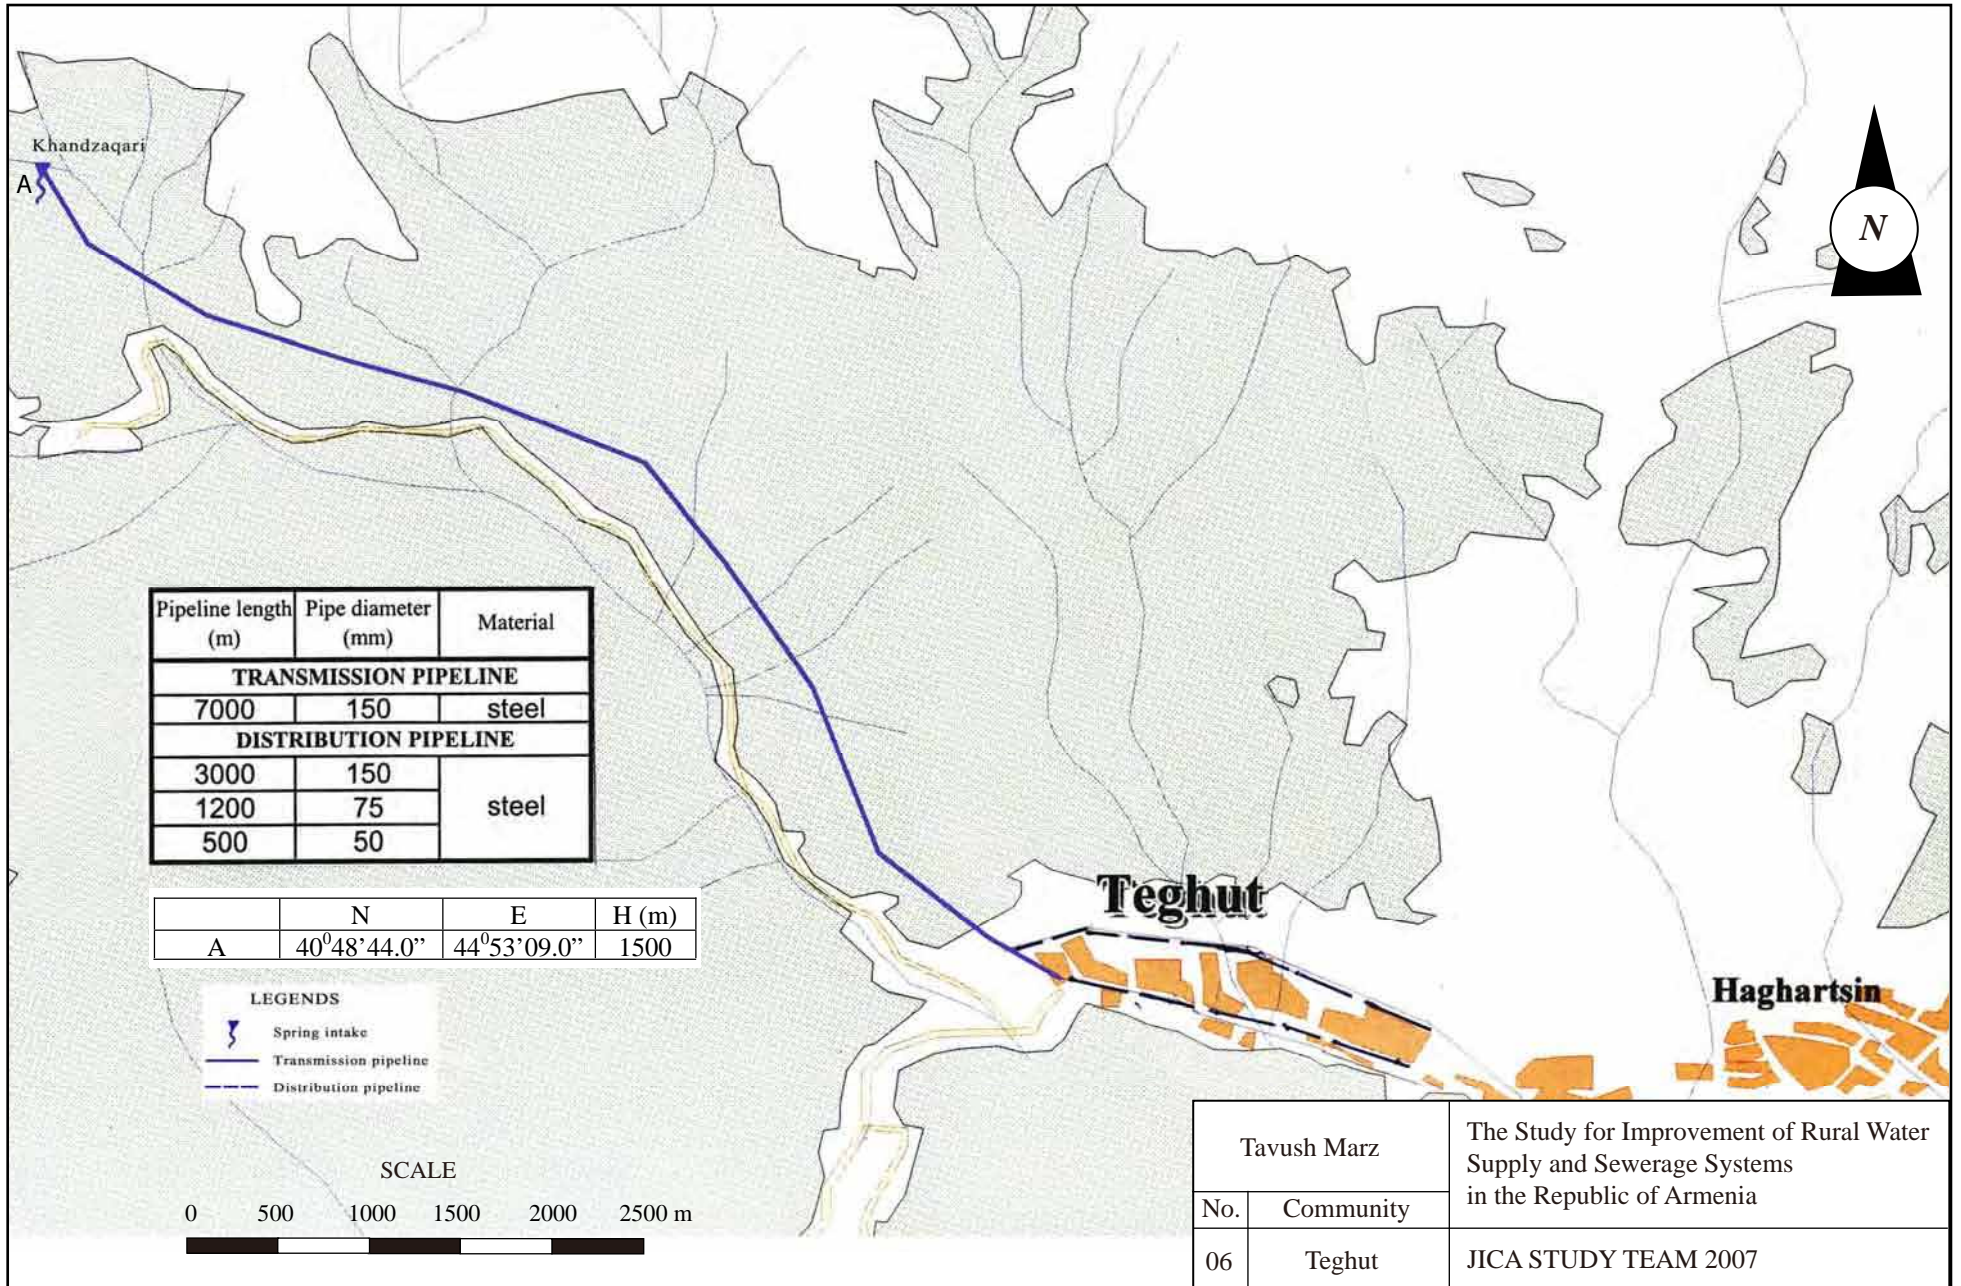 Khandzaqari
A
N
Pipeline length (m) Pipe diameter (mm) Material
TRANSMISSION PIPELINE
7000 150 steel
DISTRIBUTION PIPELINE
3000 150
1200 75 steel
500 50
Teghut
N E H (m)
A 40⁰48'44.0" 44⁰53'09.0" 1500
Haghartsin
LEGENDS
Spring intake
Transmission pipeline
Distribution pipeline
SCALE
0 500 1000 1500 2000 2500 m
Tavush Marz
The Study for Improvement of Rural Water
Supply and Sewerage Systems
in the Republic of Armenia
No. Community
06 Teghut
JICA STUDY TEAM 2007